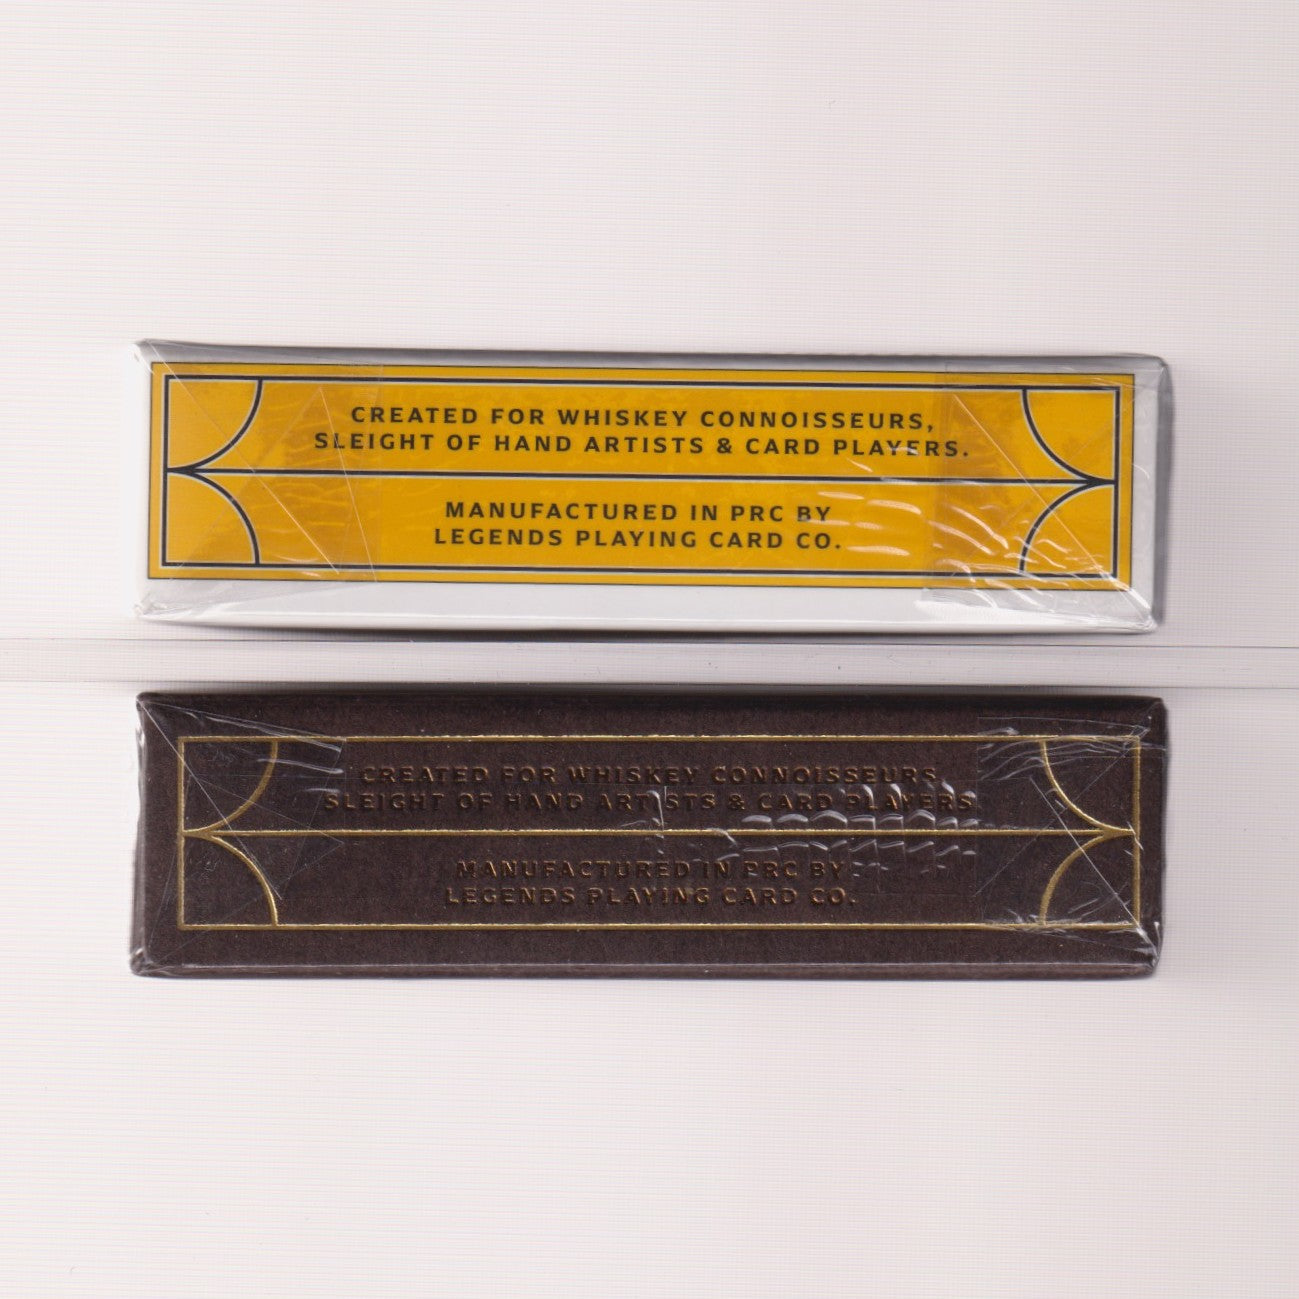 CREATED FOR WHISKEY CONNOISSEURS,
SLEIGHT OF HAND ARTISTS & CARD PLAYERS.
MANUFACTURED IN PRC BY
LEGENDS PLAYING CARD CO.
CREATED FOR WHISKEY CONNOISSEURS,
SLEIGHT OF HAND ARTISTS & CARD PLAYERS.
MANUFACTURED IN PRC BY
LEGENDS PLAYING CARD CO.